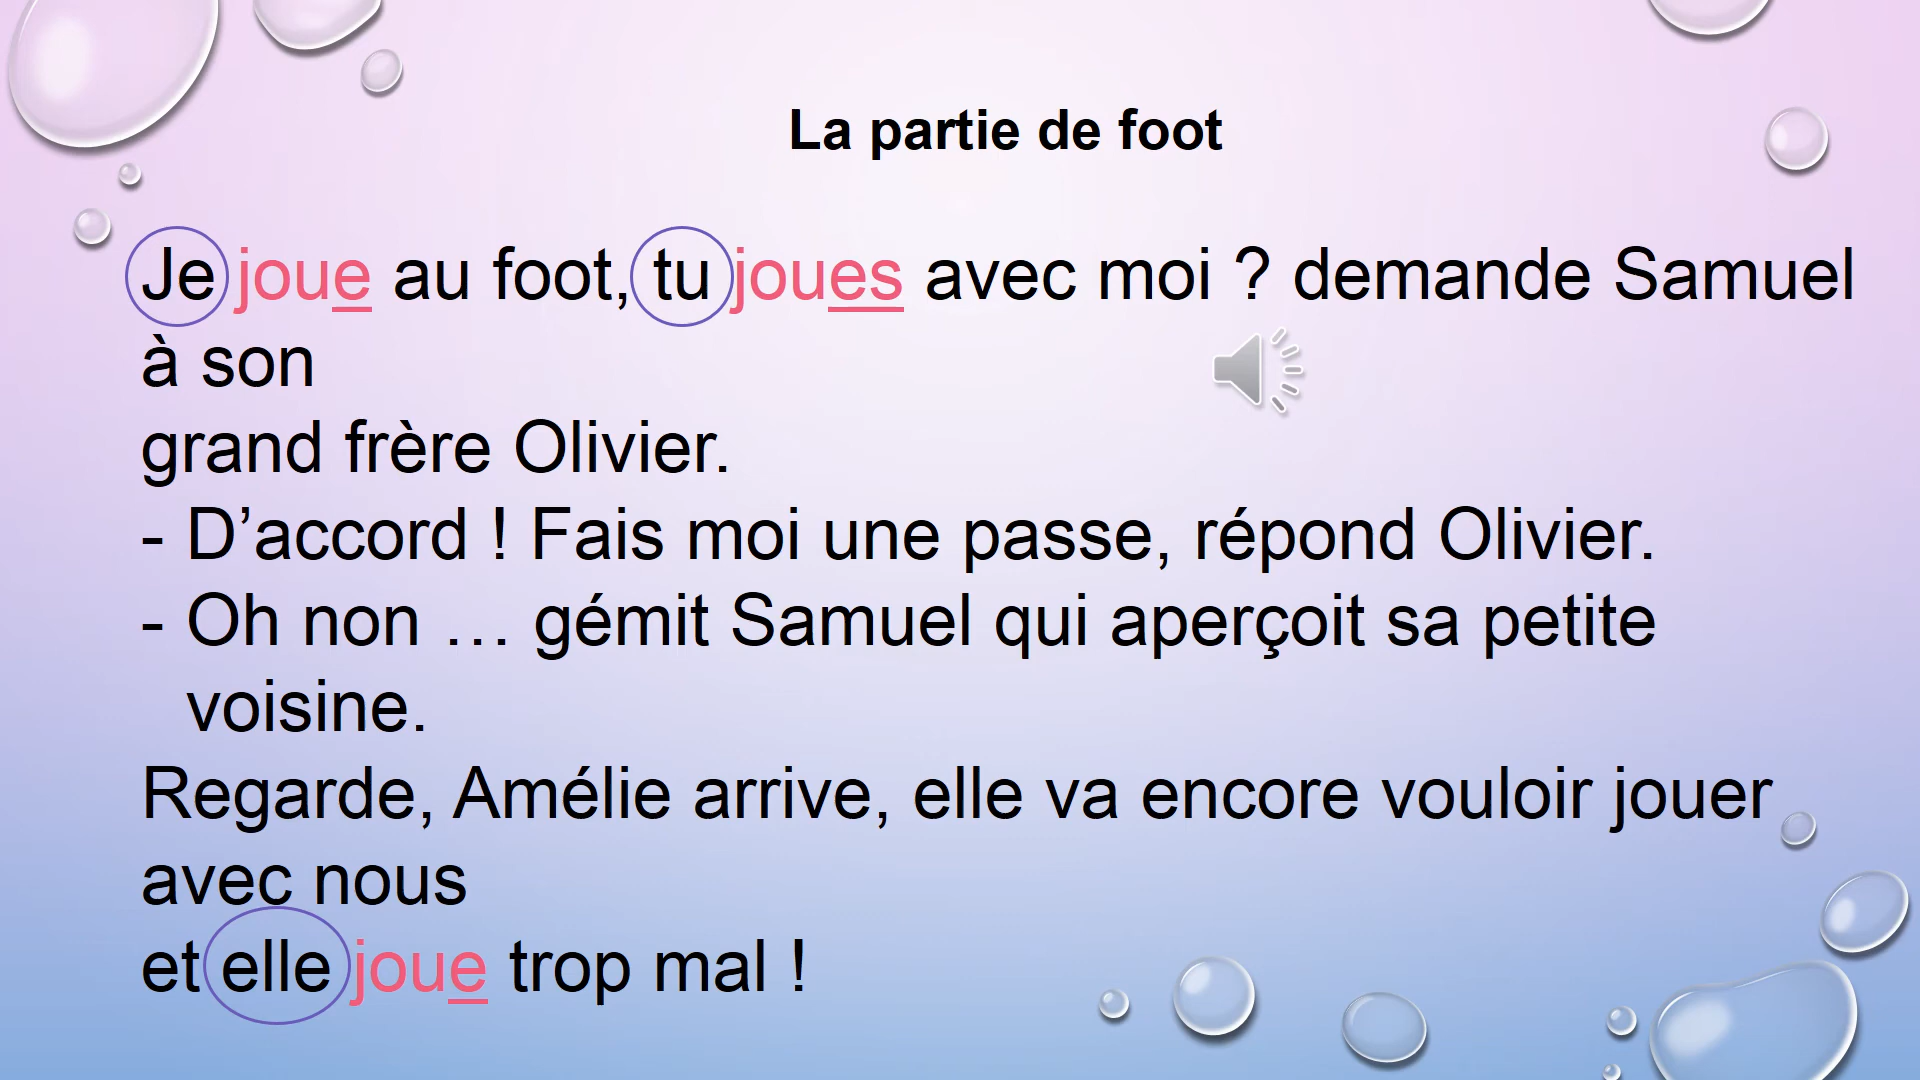 La partie de foot
Je joue au foot, tu joues avec moi ? demande Samuel
à son
grand frère Olivier.
- D’accord ! Fais moi une passe, répond Olivier.
- Oh non … gémit Samuel qui aperçoit sa petite
voisine.
Regarde, Amélie arrive, elle va encore vouloir jouer
avec nous
et elle joue trop mal !